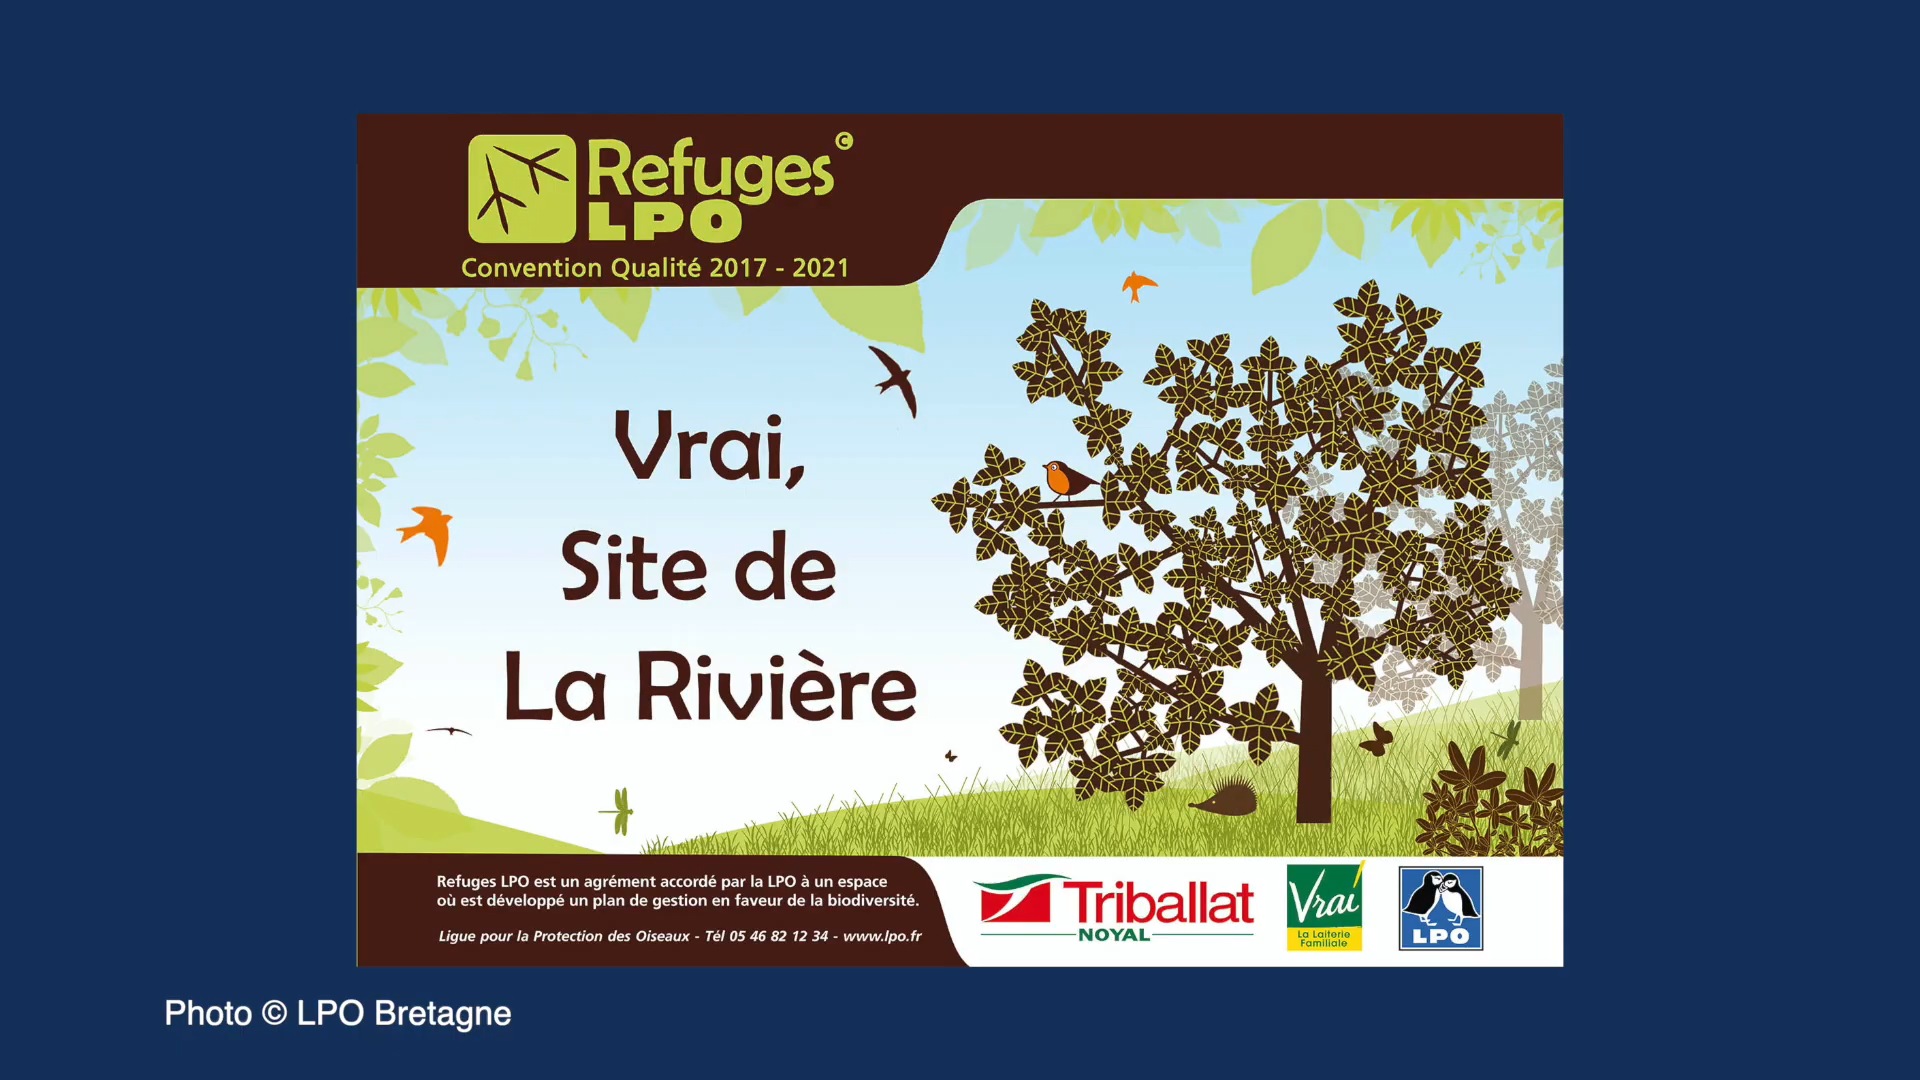 Refuges ©
LPO
Convention Qualité 2017 - 2021
Vrai,
Site de
La Rivière
Refuges LPO est un agrément accordé par la LPO à un espace
où est développé un plan de gestion en faveur de la biodiversité.
Ligue pour la Protection des Oiseaux - Tél 05 46 82 12 34 - www.lpo.fr
Triballat
NOYAL
Vrai
La Laiterie
Familiale
LPO
Photo © LPO Bretagne